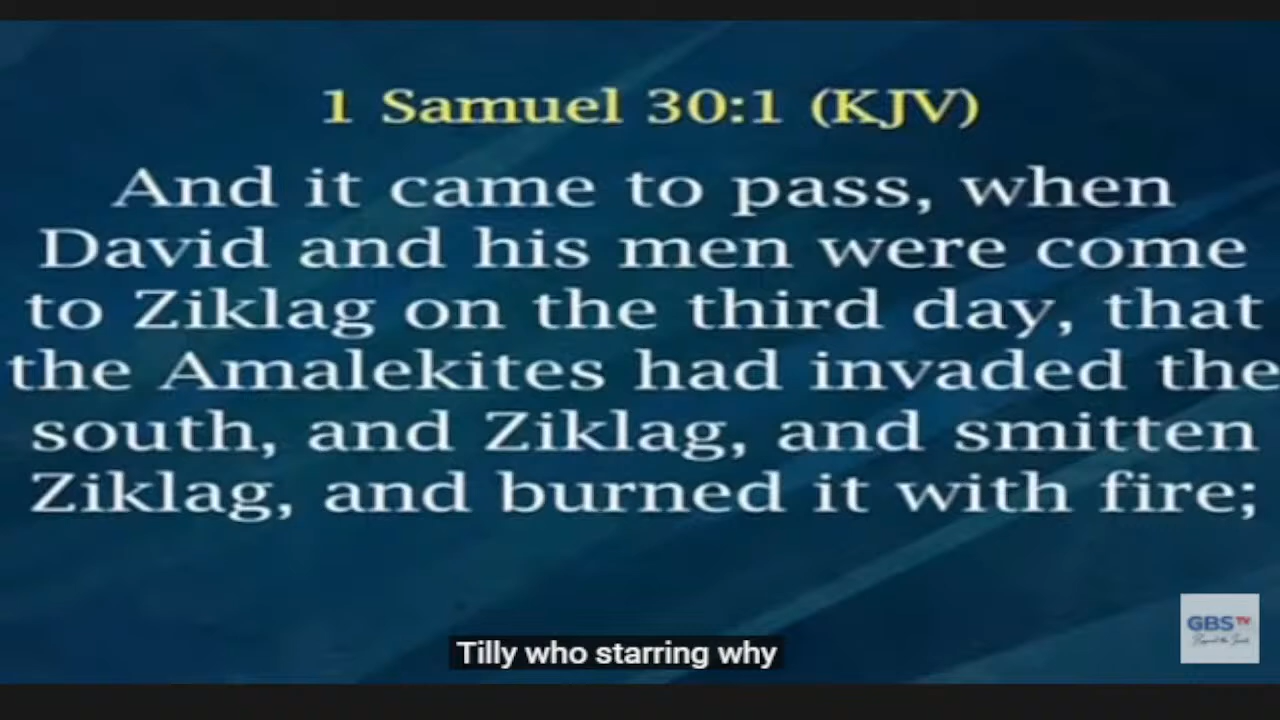 1 Samuel 30:1 (KJV)
And it came to pass, when
David and his men were come
to Ziklag on the third day, that
the Amalekites had invaded the
south, and Ziklag, and smitten
Ziklag, and burned it with fire;
GBS TV
Tilly who starring why